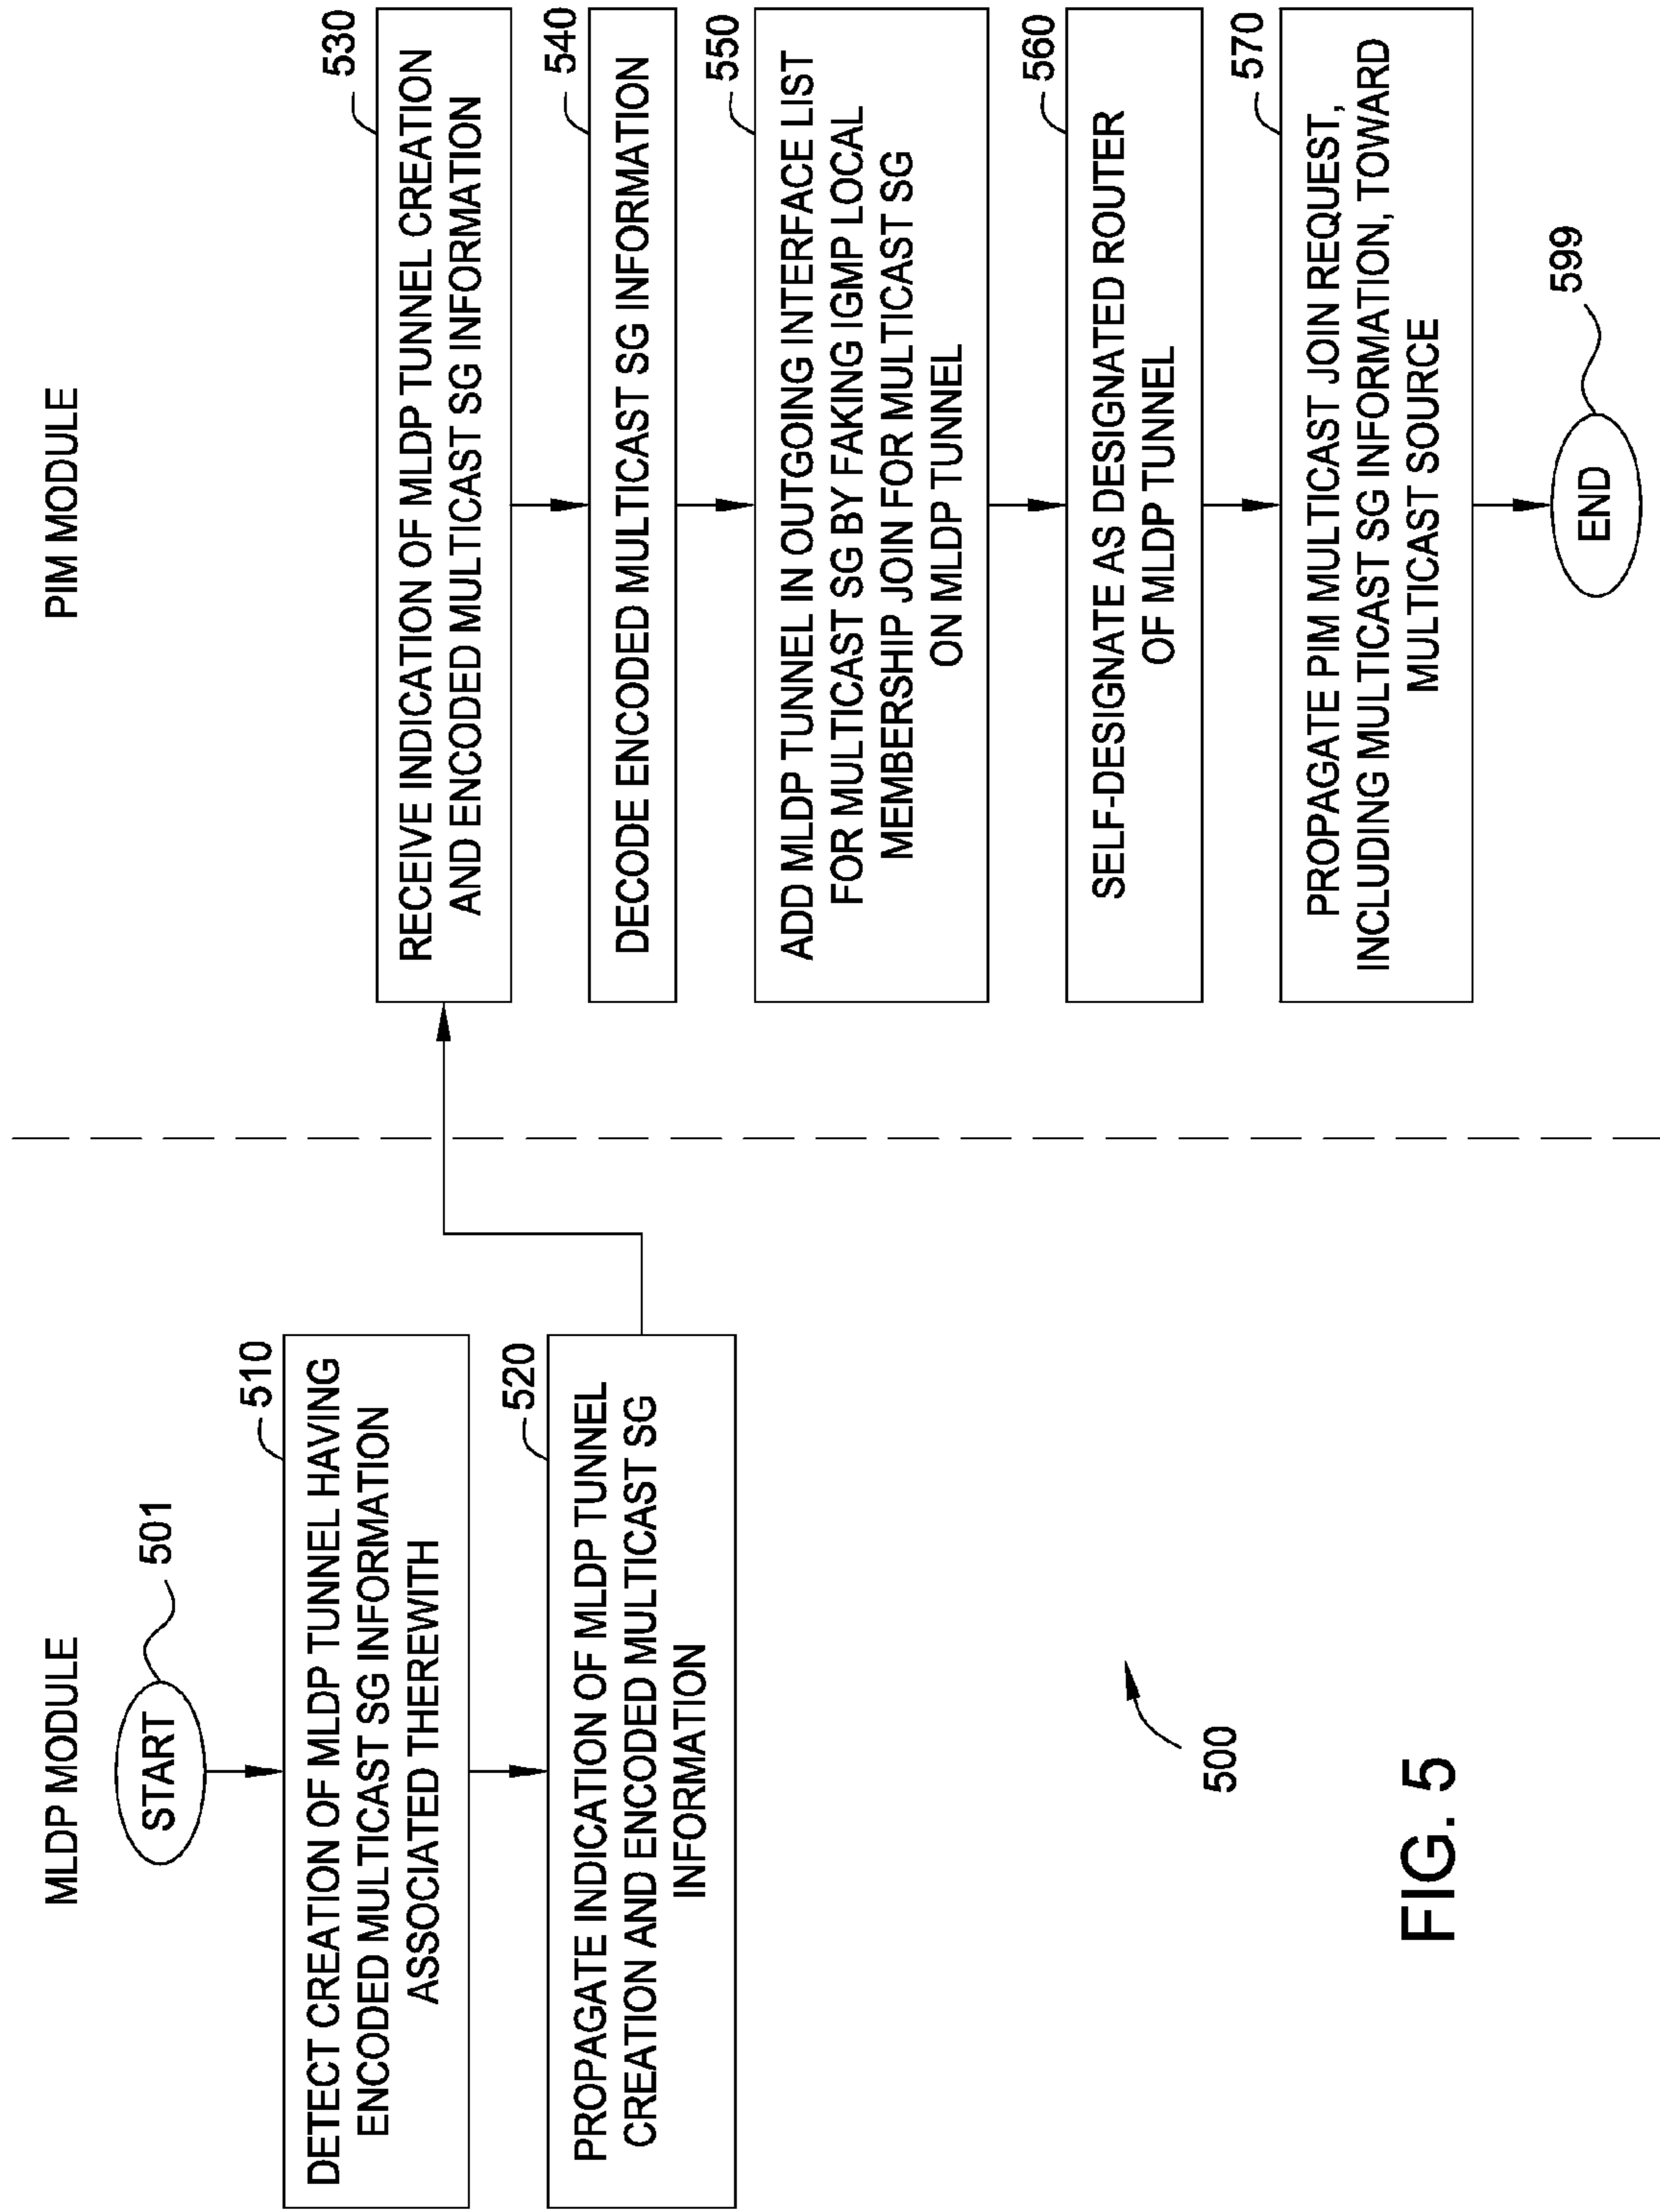 MLDP MODULE
START
501
510
DETECT CREATION OF MLDP TUNNEL HAVING
ENCODED MULTICAST SG INFORMATION
ASSOCIATED THEREWITH
520
PROPAGATE INDICATION OF MLDP TUNNEL
CREATION AND ENCODED MULTICAST SG
INFORMATION
PIM MODULE
530
RECEIVE INDICATION OF MLDP TUNNEL CREATION
AND ENCODED MULTICAST SG INFORMATION
540
DECODE ENCODED MULTICAST SG INFORMATION
550
ADD MLDP TUNNEL IN OUTGOING INTERFACE LIST
FOR MULTICAST SG BY FAKING IGMP LOCAL
MEMBERSHIP JOIN FOR MULTICAST SG
ON MLDP TUNNEL
560
SELF-DESIGNATE AS DESIGNATED ROUTER
OF MLDP TUNNEL
570
PROPAGATE PIM MULTICAST JOIN REQUEST,
INCLUDING MULTICAST SG INFORMATION, TOWARD
MULTICAST SOURCE
END
599
500
FIG. 5